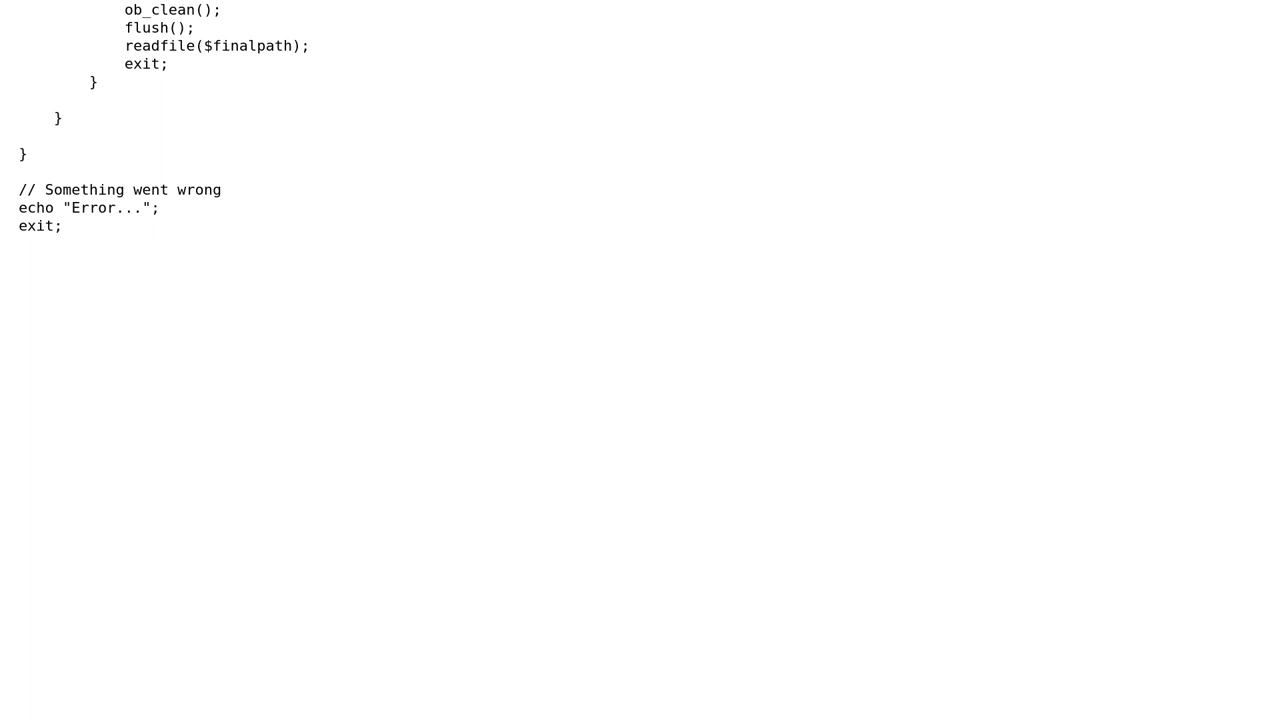 ob_clean();
flush();
readfile($finalpath);
exit;
}
}
}
// Something went wrong
echo "Error...";
exit;